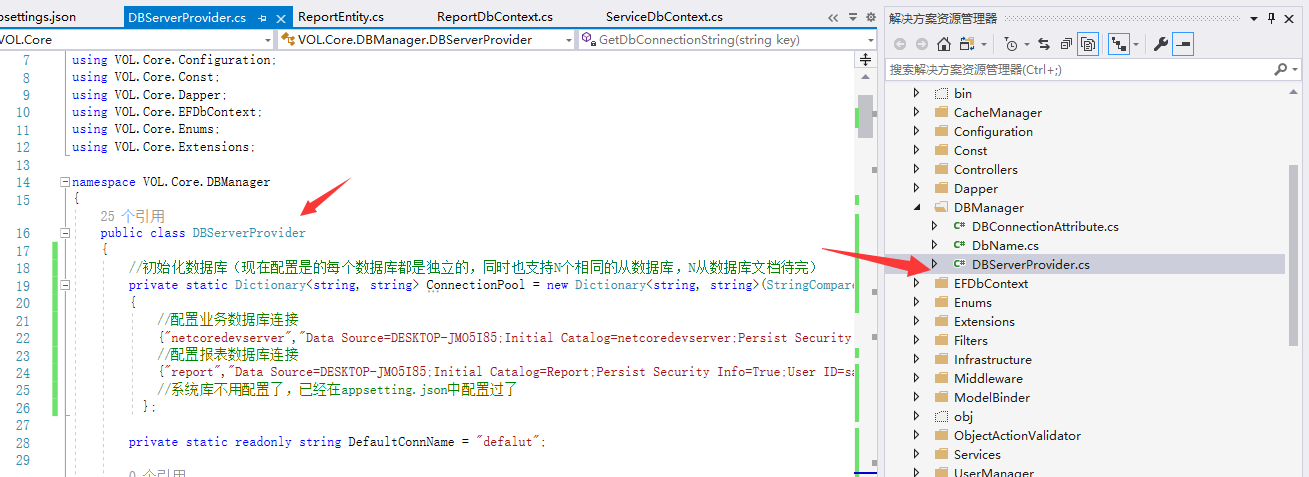 psettings.json
DBServerProvider.cs
ReportEntity.cs
ReportDbContext.cs
ServiceDbContext.cs
解决方案资源管理器
VOL.Core
VOL.Core.DBManager.DBServerProvider
GetDbConnectionString(string key)
搜索解决方案资源管理器(Ctrl+;)
7 using VOL.Core.Configuration;
8 using VOL.Core.Const;
9 using VOL.Core.Dapper;
10 using VOL.Core.EFDbContext;
11 using VOL.Core.Enums;
12 using VOL.Core.Extensions;
13
14 namespace VOL.Core.DBManager
15 {
25 个引用
16 public class DBServerProvider
17 {
18 //初始化数据库（现在配置是的每个数据库都是独立的，同时也支持N个相同的从数据库，N从数据库文档待完）
19 private static Dictionary<string, string> ConnectionPool = new Dictionary<string, string>(StringCompare
20 {
21 //配置业务数据库连接
22 {"netcoredevserver","Data Source=DESKTOP-JMO5I85;Initial Catalog=netcoredevserver;Persist Security
23 //配置报表数据库连接
24 {"report","Data Source=DESKTOP-JMO5I85;Initial Catalog=Report;Persist Security Info=True;User ID=sa
25 //系统库不用配置了，已经在appsetting.json中配置过了
26 };
27
28 private static readonly string DefaultConnName = "defalut";
29
0 个引用
bin
CacheManager
Configuration
Const
Controllers
Dapper
DBManager
C# DBConnectionAttribute.cs
C# DbName.cs
C# DBServerProvider.cs
EFDbContext
Enums
Extensions
Filters
Infrastructure
Middleware
ModelBinder
obj
ObjectActionValidator
Services
UserManager